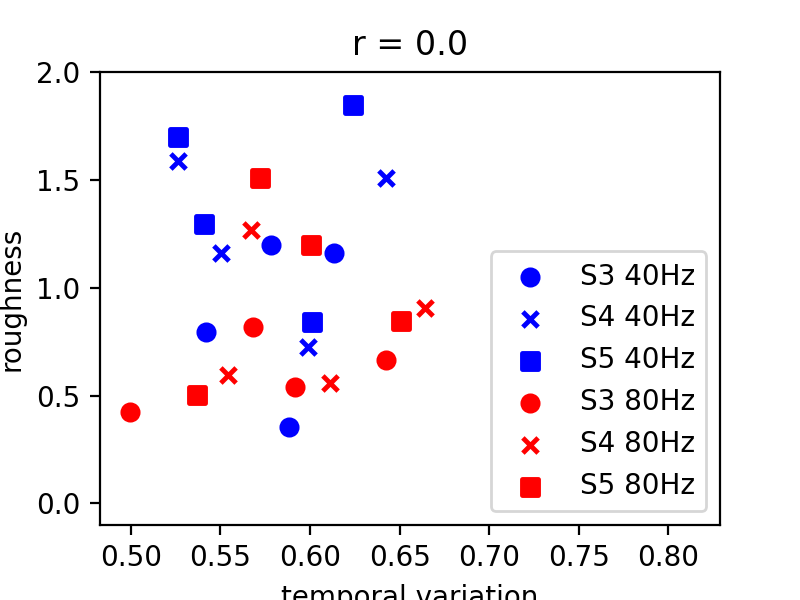 r = 0.0
2.0
1.5
1.0
0.5
0.0
roughness
S3 40Hz
S4 40Hz
S5 40Hz
S3 80Hz
S4 80Hz
S5 80Hz
0.50 0.55 0.60 0.65 0.70 0.75 0.80
temporal variation